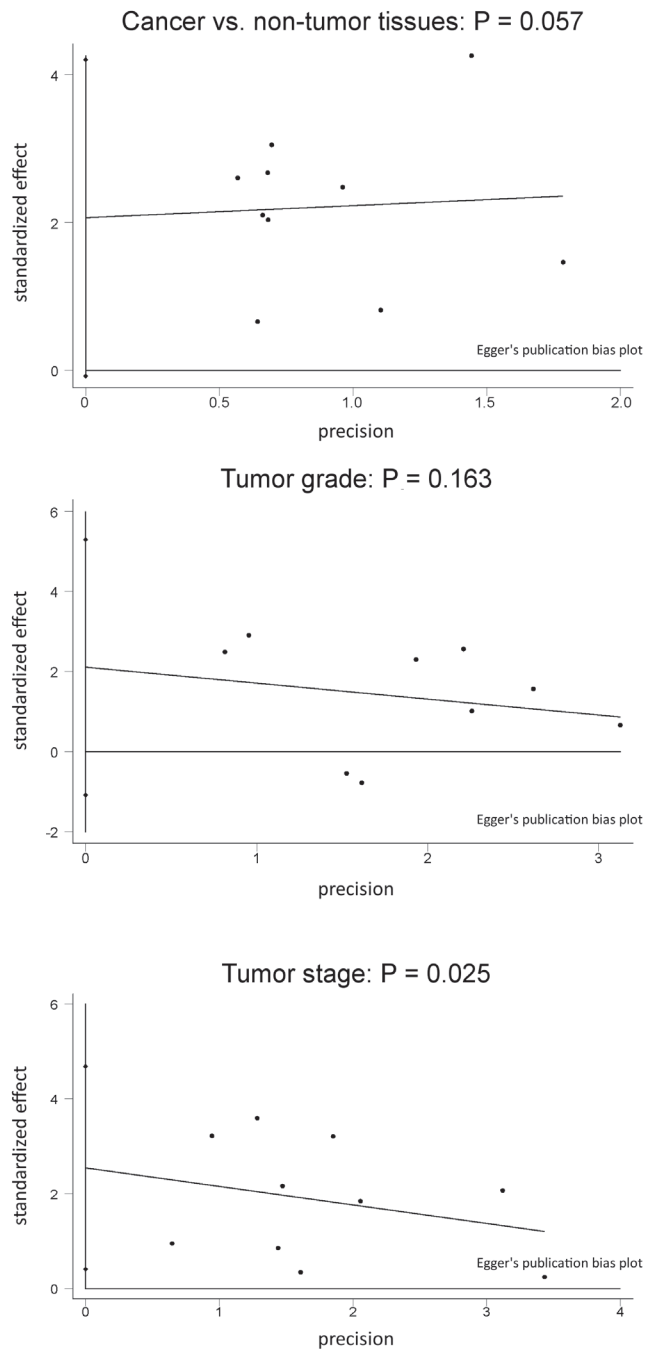 Cancer vs. non-tumor tissues: P = 0.057
standardized effect
4
2
0
Egger's publication bias plot
0 0.5 1.0 1.5 2.0
precision
Tumor grade: P = 0.163
standardized effect
6
4
2
0
-2
Egger's publication bias plot
0 1 2 3
precision
Tumor stage: P = 0.025
standardized effect
6
4
2
0
Egger's publication bias plot
0 1 2 3 4
precision